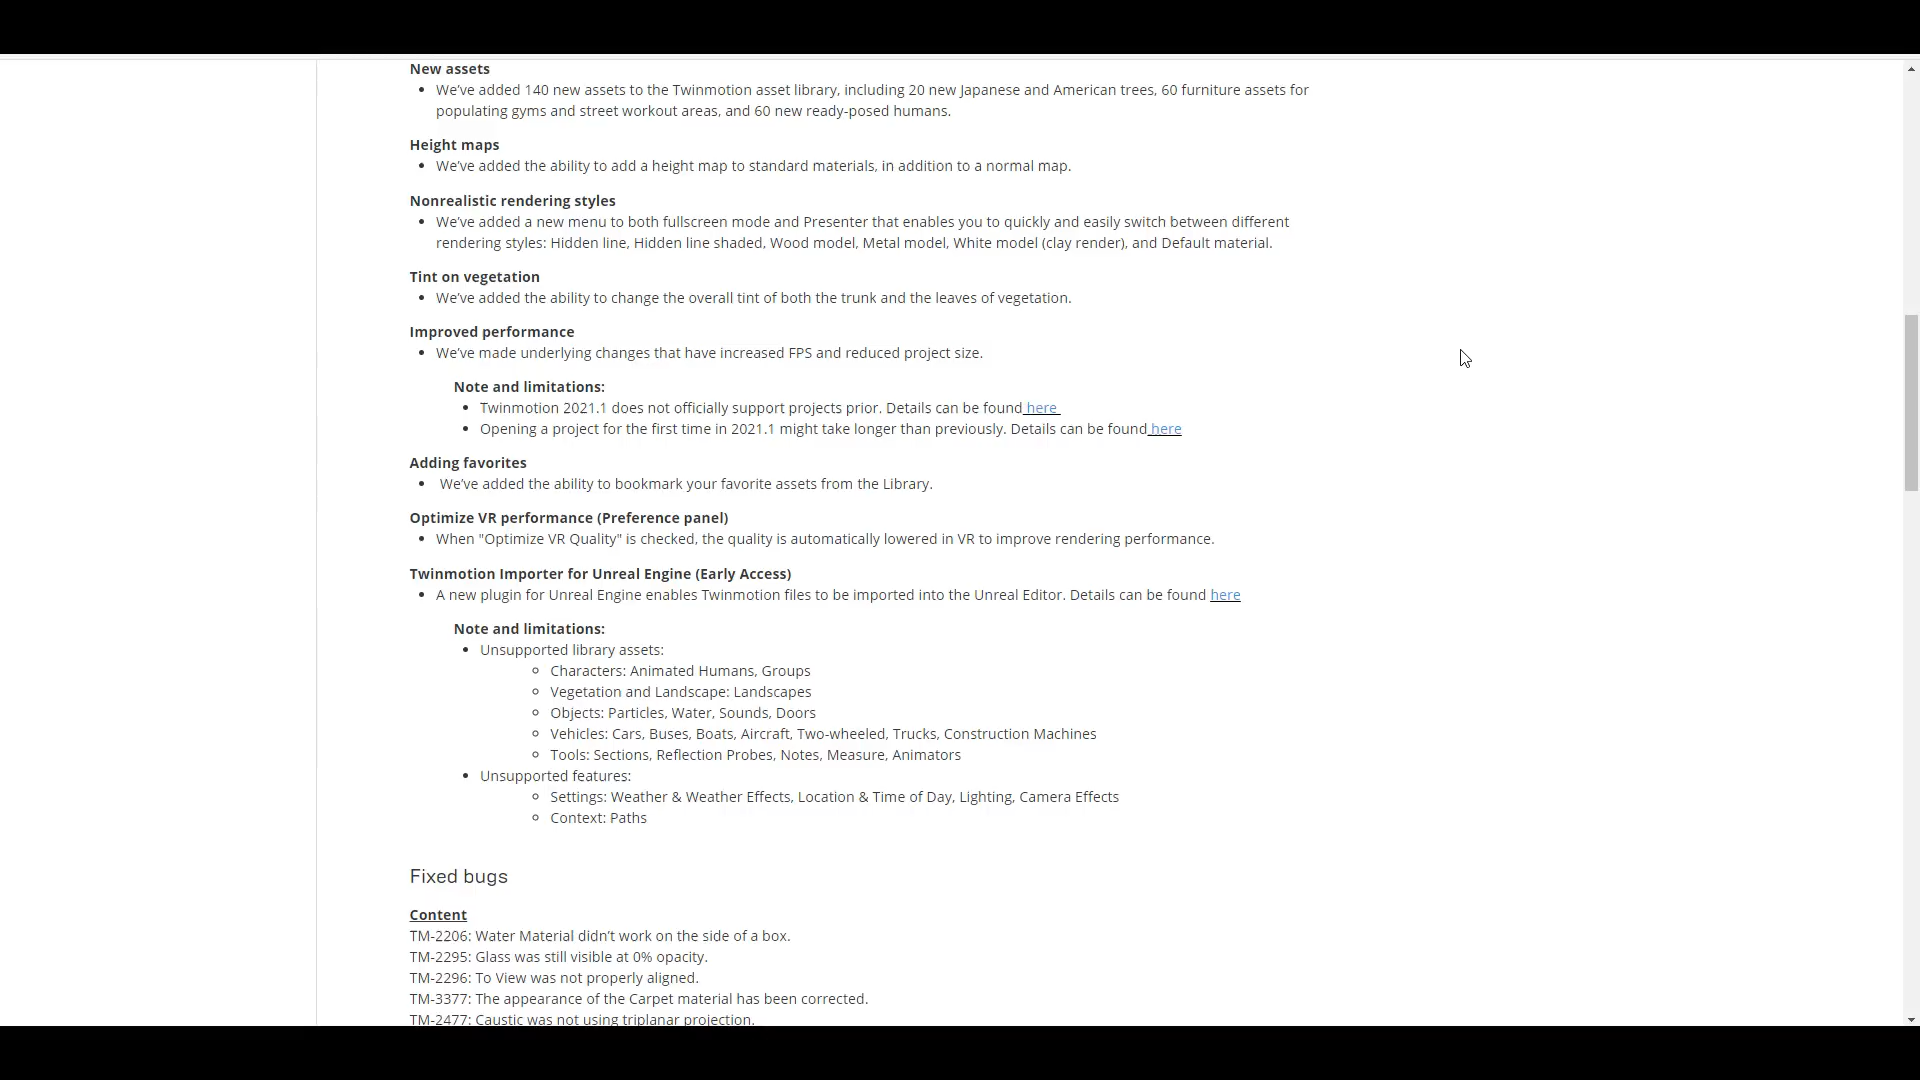 New assets
We've added 140 new assets to the Twinmotion asset library, including 20 new Japanese and American trees, 60 furniture assets for
populating gyms and street workout areas, and 60 new ready-posed humans.
Height maps
We've added the ability to add a height map to standard materials, in addition to a normal map.
Nonrealistic rendering styles
We've added a new menu to both fullscreen mode and Presenter that enables you to quickly and easily switch between different
rendering styles: Hidden line, Hidden line shaded, Wood model, Metal model, White model (clay render), and Default material.
Tint on vegetation
We've added the ability to change the overall tint of both the trunk and the leaves of vegetation.
Improved performance
We've made underlying changes that have increased FPS and reduced project size.
Note and limitations:
Twinmotion 2021.1 does not officially support projects prior. Details can be found here
Opening a project for the first time in 2021.1 might take longer than previously. Details can be found here
Adding favorites
We've added the ability to bookmark your favorite assets from the Library.
Optimize VR performance (Preference panel)
When "Optimize VR Quality" is checked, the quality is automatically lowered in VR to improve rendering performance.
Twinmotion Importer for Unreal Engine (Early Access)
A new plugin for Unreal Engine enables Twinmotion files to be imported into the Unreal Editor. Details can be found here
Note and limitations:
Unsupported library assets:
Characters: Animated Humans, Groups
Vegetation and Landscape: Landscapes
Objects: Particles, Water, Sounds, Doors
Vehicles: Cars, Buses, Boats, Aircraft, Two-wheeled, Trucks, Construction Machines
Tools: Sections, Reflection Probes, Notes, Measure, Animators
Unsupported features:
Settings: Weather & Weather Effects, Location & Time of Day, Lighting, Camera Effects
Context: Paths
Fixed bugs
Content
TM-2206: Water Material didn't work on the side of a box.
TM-2295: Glass was still visible at 0% opacity.
TM-2296: To View was not properly aligned.
TM-3377: The appearance of the Carpet material has been corrected.
TM-2477: Caustic was not using triplanar projection.